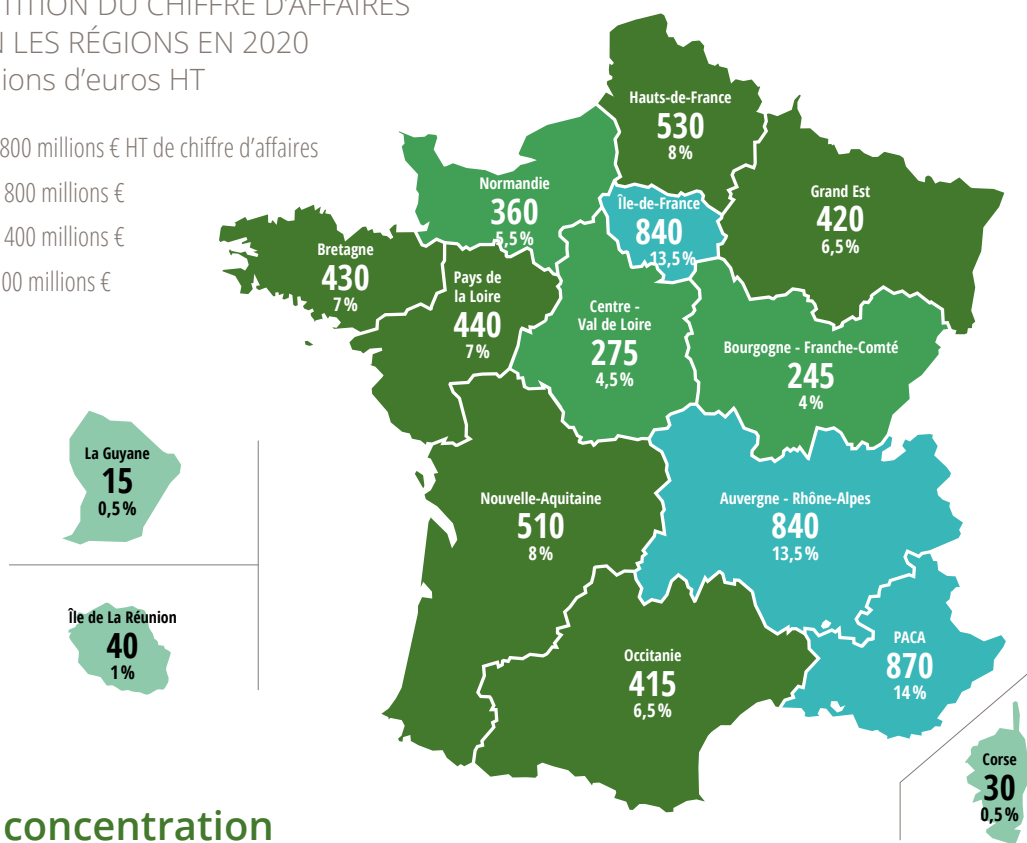 TITION DU CHIFFRE D'AFFAIRES
N LES RÉGIONS EN 2020
ions d'euros HT
800 millions € HT de chiffre d'affaires
800 millions €
400 millions €
00 millions €
Hauts-de-France
530
8%
Normandie
360
5,5%
Île-de-France
840
13,5%
Grand Est
420
6,5%
Bretagne
430
7%
Pays de
la Loire
440
7%
Centre -
Val de Loire
275
4,5%
Bourgogne - Franche-Comté
245
4%
La Guyane
15
0,5%
Nouvelle-Aquitaine
510
8%
Auvergne - Rhône-Alpes
840
13,5%
Île de La Réunion
40
1%
Occitanie
415
6,5%
PACA
870
14%
Corse
30
0,5%
concentration